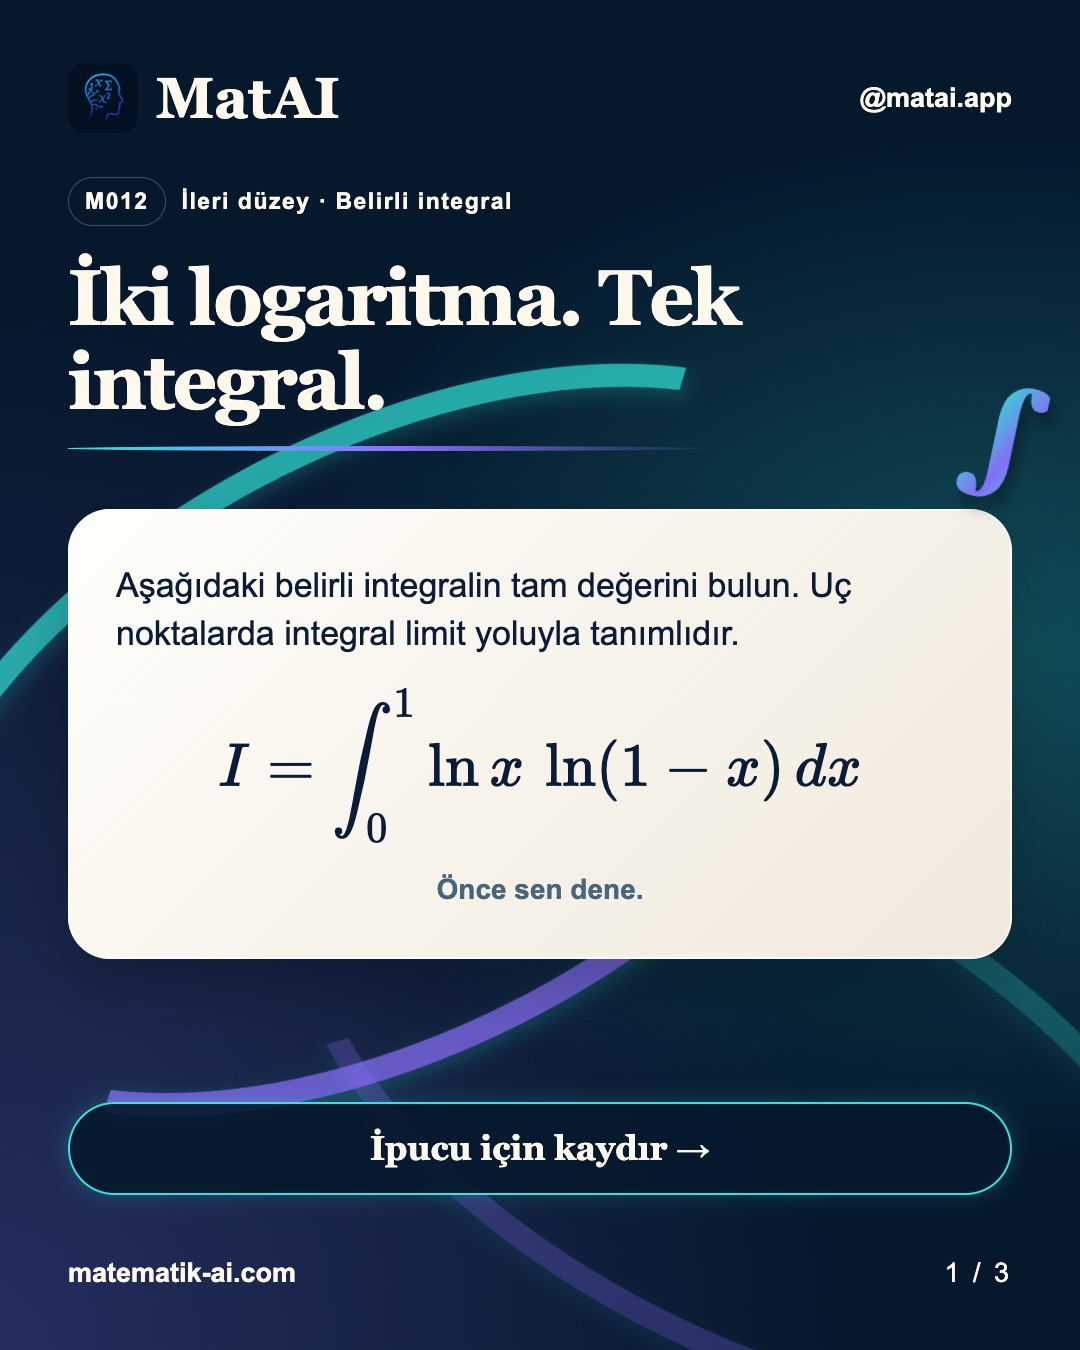 MatAI
@matai.app
M012 İleri düzey · Belirli integral
İki logaritma. Tek
integral.
∫
Aşağıdaki belirli integralin tam değerini bulun. Uç
noktalarda integral limit yoluyla tanımlıdır.
I = ∫₀¹ ln x ln(1 − x) dx
Önce sen dene.
İpucu için kaydır →
matematik-ai.com
1 / 3